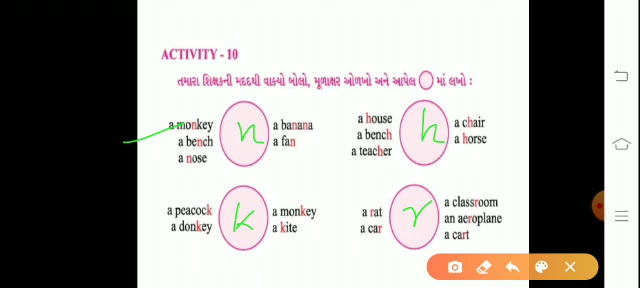 ACTIVITY - 10
તમારા શિક્ષકની મદદથી વાક્યો બોલો, મૂળાક્ષર ઓળખો અને આપેલ માં લખો :
a monkey
a bench
a nose
n
a banana
a fan
a house
a bench
a teacher
h
a chair
a horse
a peacock
a donkey
k
a monkey
a kite
a rat
a car
r
a classroom
an aeroplane
a cart